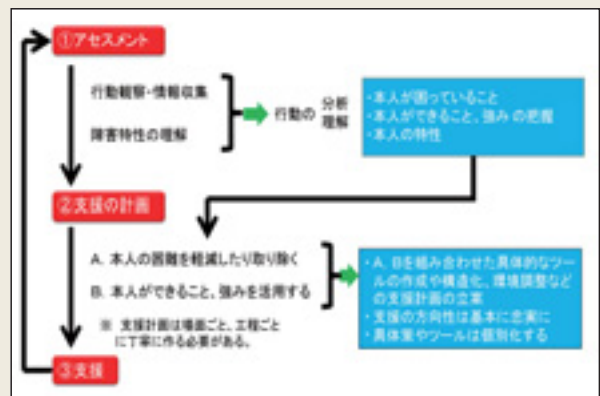 ①アセスメント
行動観察・情報収集
障害特性の理解
行動の
分析
理解
・本人が困っていること
・本人ができること、強みの把握
・本人の特性
②支援の計画
A. 本人の困難を軽減したり取り除く
B. 本人ができること、強みを活用する
※ 支援計画は場面ごと、工程ごと
に丁寧に作る必要がある。
・A、Bを組み合わせた具体的なツー
ルの作成や構造化、環境調整など
の支援計画の立案
・支援の方向性は基本に忠実に
・具体策やツールは個別化する
③支援